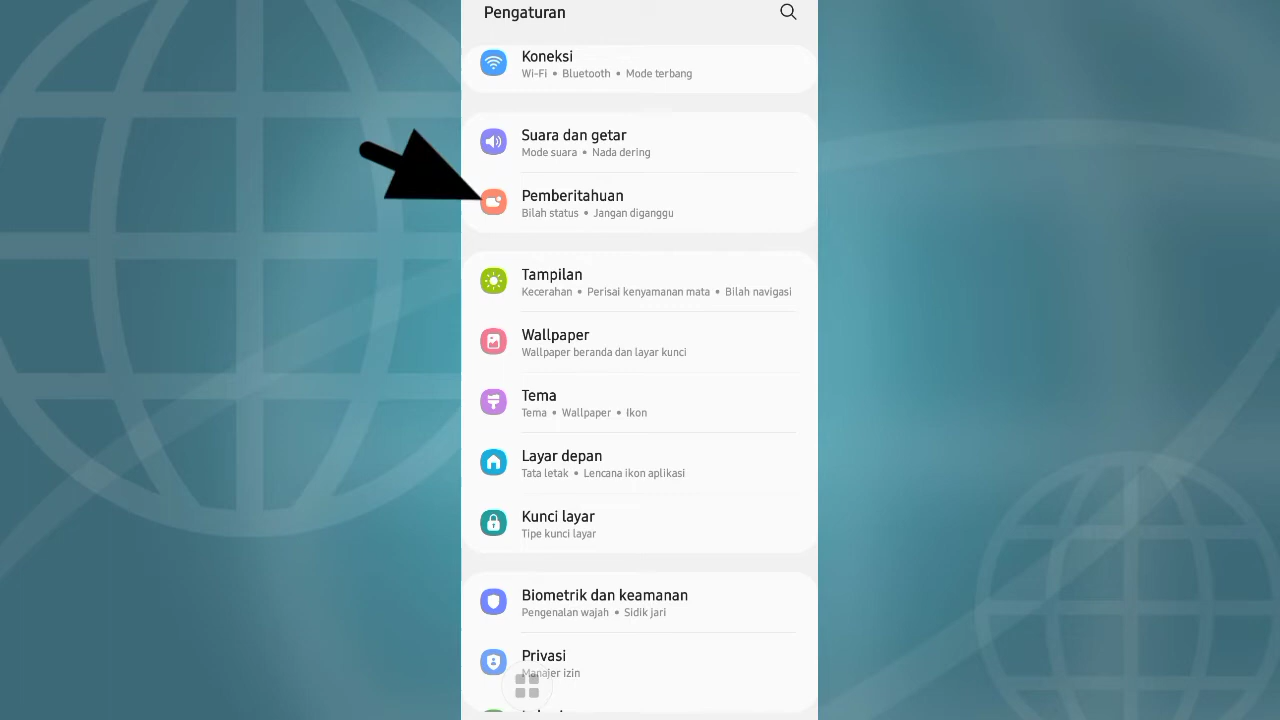 Pengaturan
Koneksi
Wi-Fi • Bluetooth • Mode terbang
Suara dan getar
Mode suara • Nada dering
Pemberitahuan
Bilah status • Jangan diganggu
Tampilan
Kecerahan • Perisai kenyamanan mata • Bilah navigasi
Wallpaper
Wallpaper beranda dan layar kunci
Tema
Tema • Wallpaper • Ikon
Layar depan
Tata letak • Lencana ikon aplikasi
Kunci layar
Tipe kunci layar
Biometrik dan keamanan
Pengenalan wajah • Sidik jari
Privasi
Manajer izin